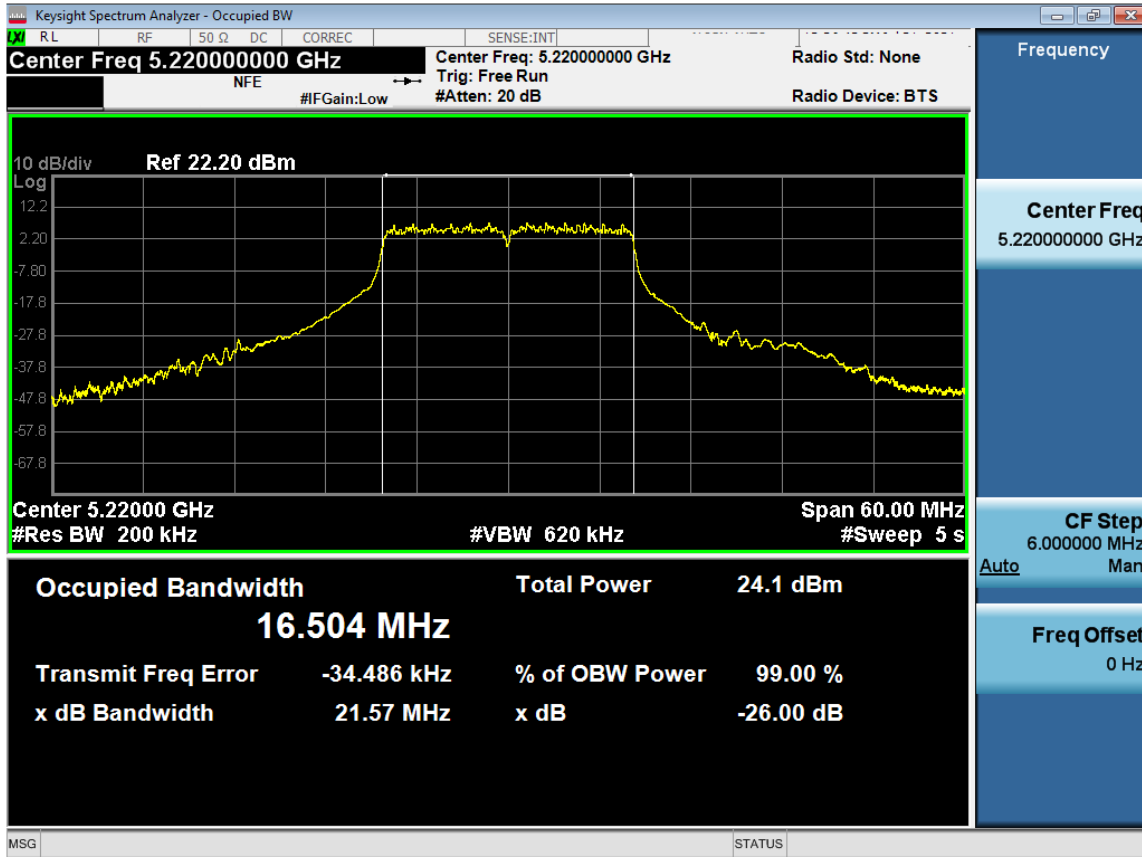 Keysight Spectrum Analyzer - Occupied BW
LXI RL RF 50 Ω DC CORREC SENSE:INT
Center Freq 5.220000000 GHz
NFE
#IFGain:Low
Center Freq: 5.220000000 GHz
Trig: Free Run
#Atten: 20 dB
Radio Std: None
Radio Device: BTS
Frequency
10 dB/div Ref 22.20 dBm
Log
12.2
2.20
-7.80
-17.8
-27.8
-37.8
-47.8
-57.8
-67.8
Center 5.22000 GHz Span 60.00 MHz
#Res BW 200 kHz #VBW 620 kHz #Sweep 5 s
Center Freq
5.220000000 GHz
CF Step
6.000000 MHz
Auto Man
Freq Offset
0 Hz
Occupied Bandwidth Total Power 24.1 dBm
16.504 MHz
Transmit Freq Error -34.486 kHz % of OBW Power 99.00 %
x dB Bandwidth 21.57 MHz x dB -26.00 dB
MSG STATUS